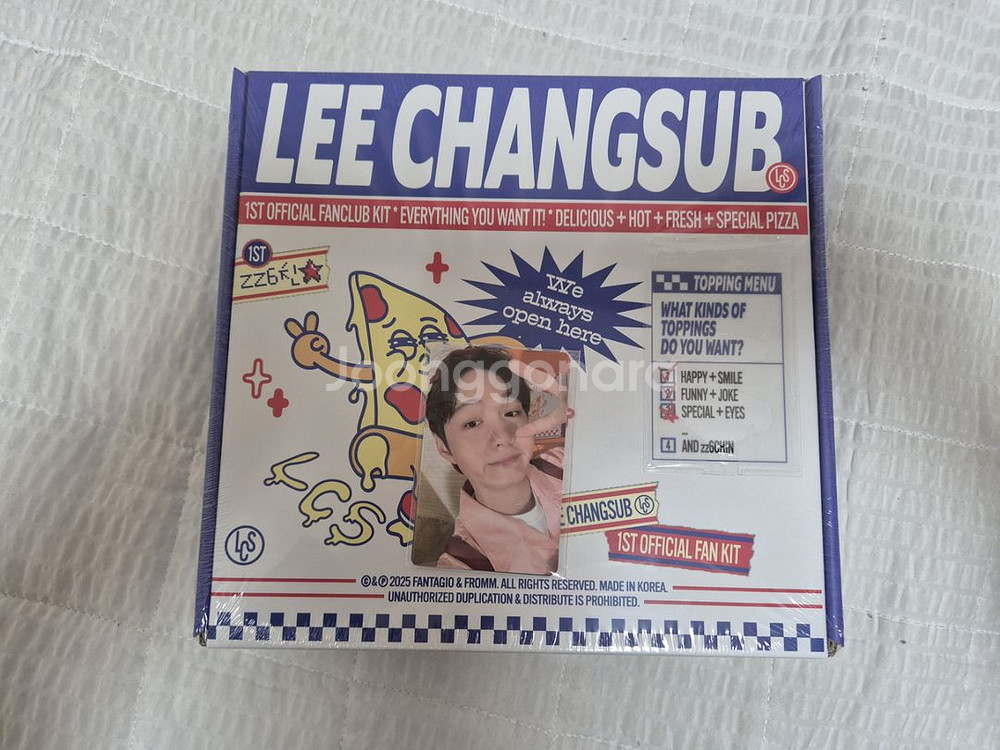 LEE CHANGSUB
LCS
1ST OFFICIAL FANCLUB KIT * EVERYTHING YOU WANT IT! * DELICIOUS + HOT + FRESH + SPECIAL PIZZA
1ST
We
always
open here
TOPPING MENU
WHAT KINDS OF
TOPPINGS
DO YOU WANT?
HAPPY + SMILE
FUNNY + JOKE
SPECIAL + EYES
4 AND zz6CHIN
Joonggonara
LCS
E CHANGSUB LCS
1ST OFFICIAL FAN KIT
LCS
©&℗ 2025 FANTAGIO & FROMM. ALL RIGHTS RESERVED. MADE IN KOREA.
UNAUTHORIZED DUPLICATION & DISTRIBUTE IS PROHIBITED.